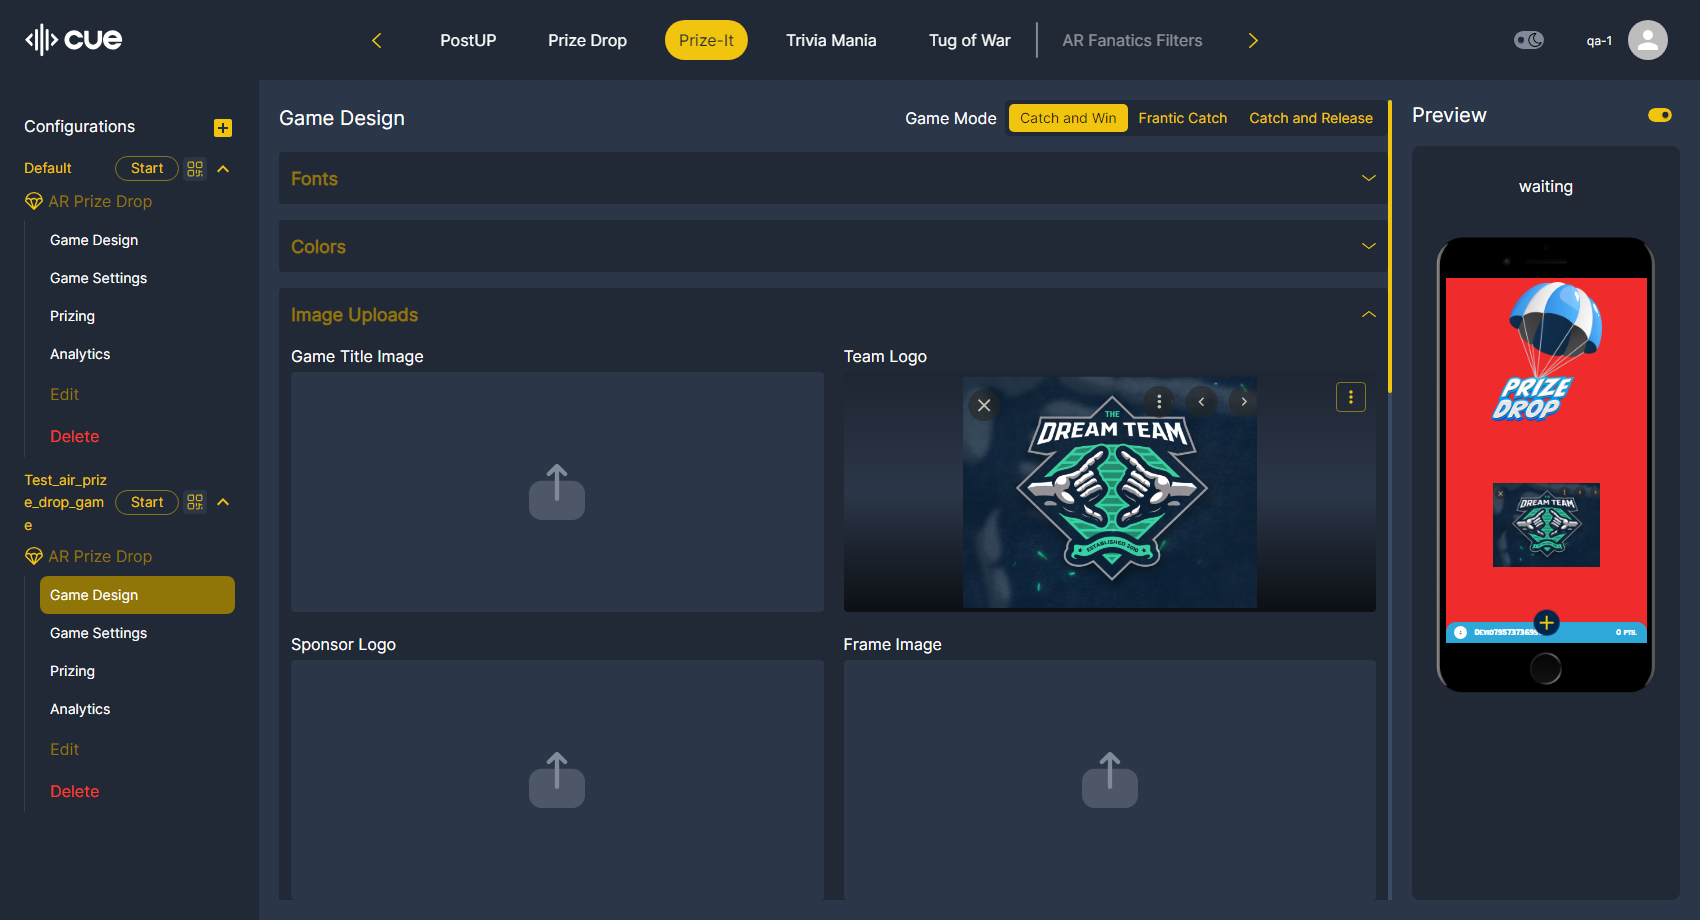 cue
PostUP
Prize Drop
Prize-It
Trivia Mania
Tug of War
AR Fanatics Filters
qa-1
Configurations
Default
Start
AR Prize Drop
Game Design
Game Settings
Prizing
Analytics
Edit
Delete
Test_air_priz
e_drop_gam
e
Start
AR Prize Drop
Game Design
Game Settings
Prizing
Analytics
Edit
Delete
Game Design
Game Mode
Catch and Win
Frantic Catch
Catch and Release
Fonts
Colors
Image Uploads
Game Title Image
Team Logo
THE
DREAM TEAM
ESTABLISHED 2010
Sponsor Logo
Frame Image
Preview
waiting
PRIZE
DROP
DREAM TEAM
0 PTS.